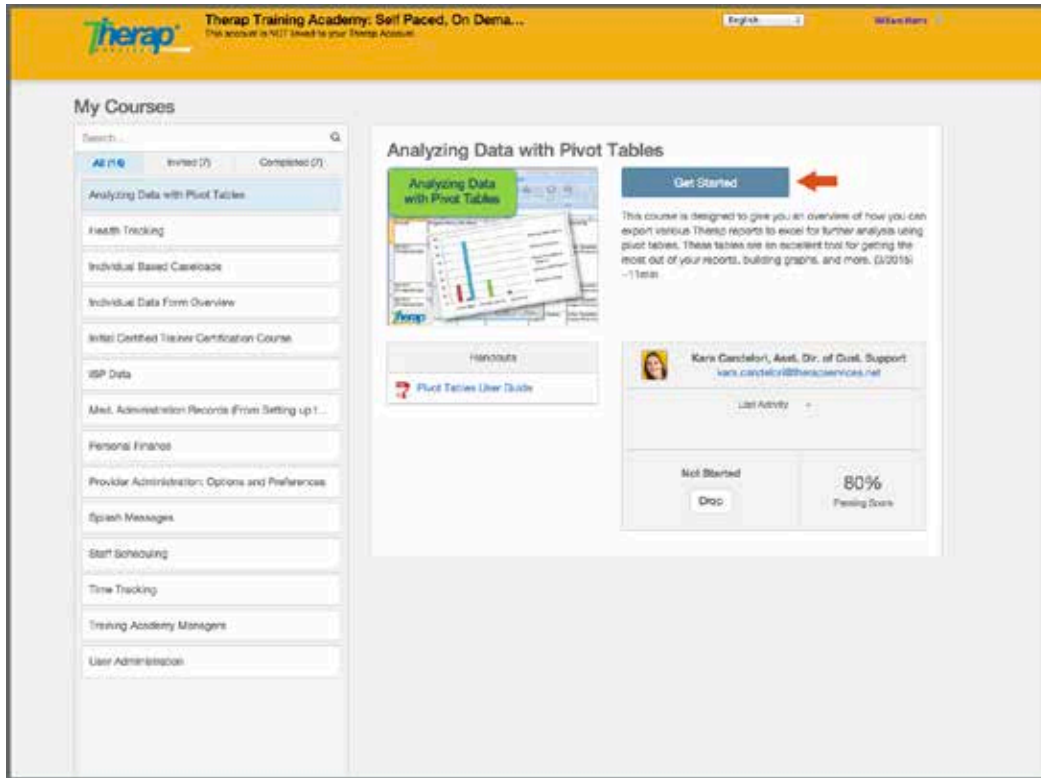 Therap
SERVICES
Therap Training Academy: Self Paced, On Dema...
This account is NOT linked to your Therap Account.
English
My Courses
Search...
All (14) Invited (7) Completed (7)
Analyzing Data with Pivot Tables
Health Tracking
Individual Based Caseloads
Individual Data Form Overview
Initial Certified Trainer Certification Course
ISP Data
Med. Administration Records (From Setting up t...
Personal Finance
Provider Administration: Options and Preferences
Splash Messages
Staff Scheduling
Time Tracking
Training Academy Managers
User Administration
Analyzing Data with Pivot Tables
Analyzing Data
with Pivot Tables
Therap
Get Started
This course is designed to give you an overview of how you can
export various Therap reports to excel for further analysis using
pivot tables. These tables are an excellent tool for getting the
most out of your reports, building graphs, and more. (3/2015)
~11min
Handouts
Pivot Tables User Guide
Kara Candelori, Asst. Dir. of Cust. Support
kara.candelori@therapservices.net
Last Activity -
Not Started
Drop
80%
Passing Score